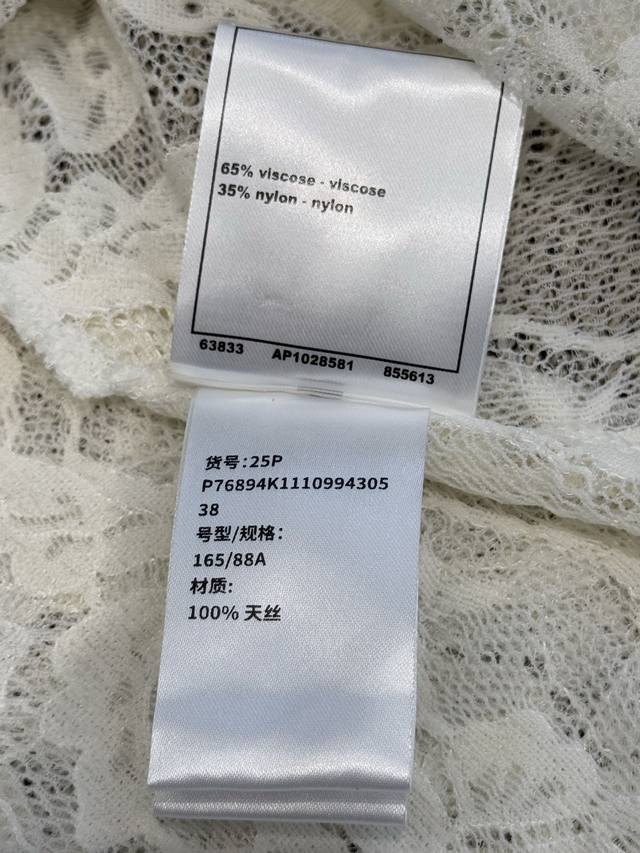 65% viscose - viscose
35% nylon - nylon
63833 AP1028581 855613
货号:25P
P76894K1110994305
38
号型/规格:
165/88A
材质:
100% 天丝